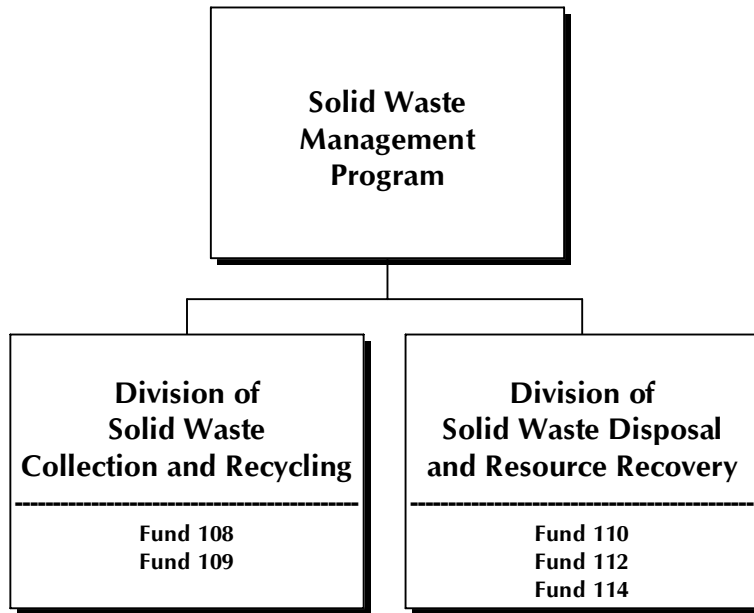 Solid Waste
Management
Program
Division of
Solid Waste
Collection and Recycling
Fund 108
Fund 109
Division of
Solid Waste Disposal
and Resource Recovery
Fund 110
Fund 112
Fund 114